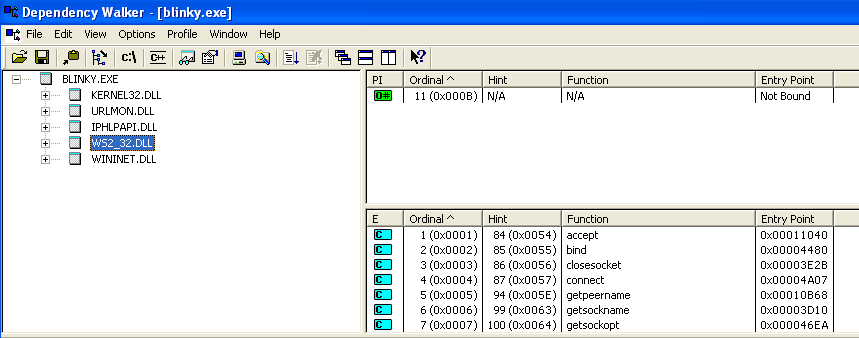 Dependency Walker - [blinky.exe]
File Edit View Options Profile Window Help
c:\ C++
BLINKY.EXE
KERNEL32.DLL
URLMON.DLL
IPHLPAPI.DLL
WS2_32.DLL
WININET.DLL
PI Ordinal ^ Hint Function Entry Point
O# 11 (0x000B) N/A N/A Not Bound
E Ordinal ^ Hint Function Entry Point
C 1 (0x0001) 84 (0x0054) accept 0x00011040
C 2 (0x0002) 85 (0x0055) bind 0x00004480
C 3 (0x0003) 86 (0x0056) closesocket 0x00003E2B
C 4 (0x0004) 87 (0x0057) connect 0x00004A07
C 5 (0x0005) 94 (0x005E) getpeername 0x00010B68
C 6 (0x0006) 99 (0x0063) getsockname 0x00003D10
C 7 (0x0007) 100 (0x0064) getsockopt 0x000046EA